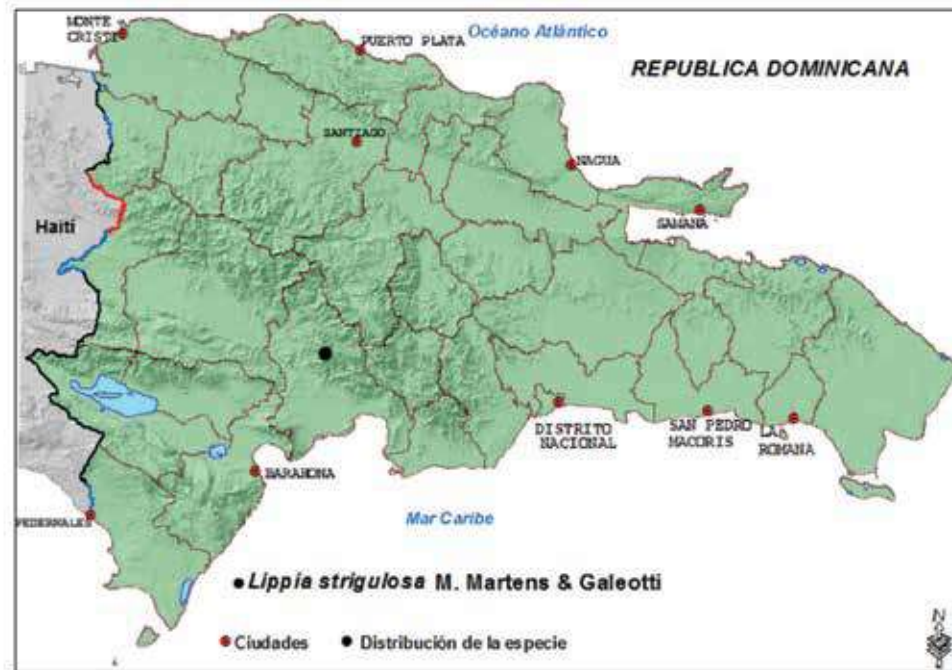 MONTE
CRISTI
PUERTO PLATA
Océano Atlántico
REPUBLICA DOMINICANA
SANTIAGO
NAGUA
SAMANA
Haití
DISTRITO
NACIONAL
SAN PEDRO
MACORIS
LA
ROMANA
BARAHONA
PEDERNALES
Mar Caribe
Lippia strigulosa M. Martens & Galeotti
Ciudades
Distribución de la especie
N